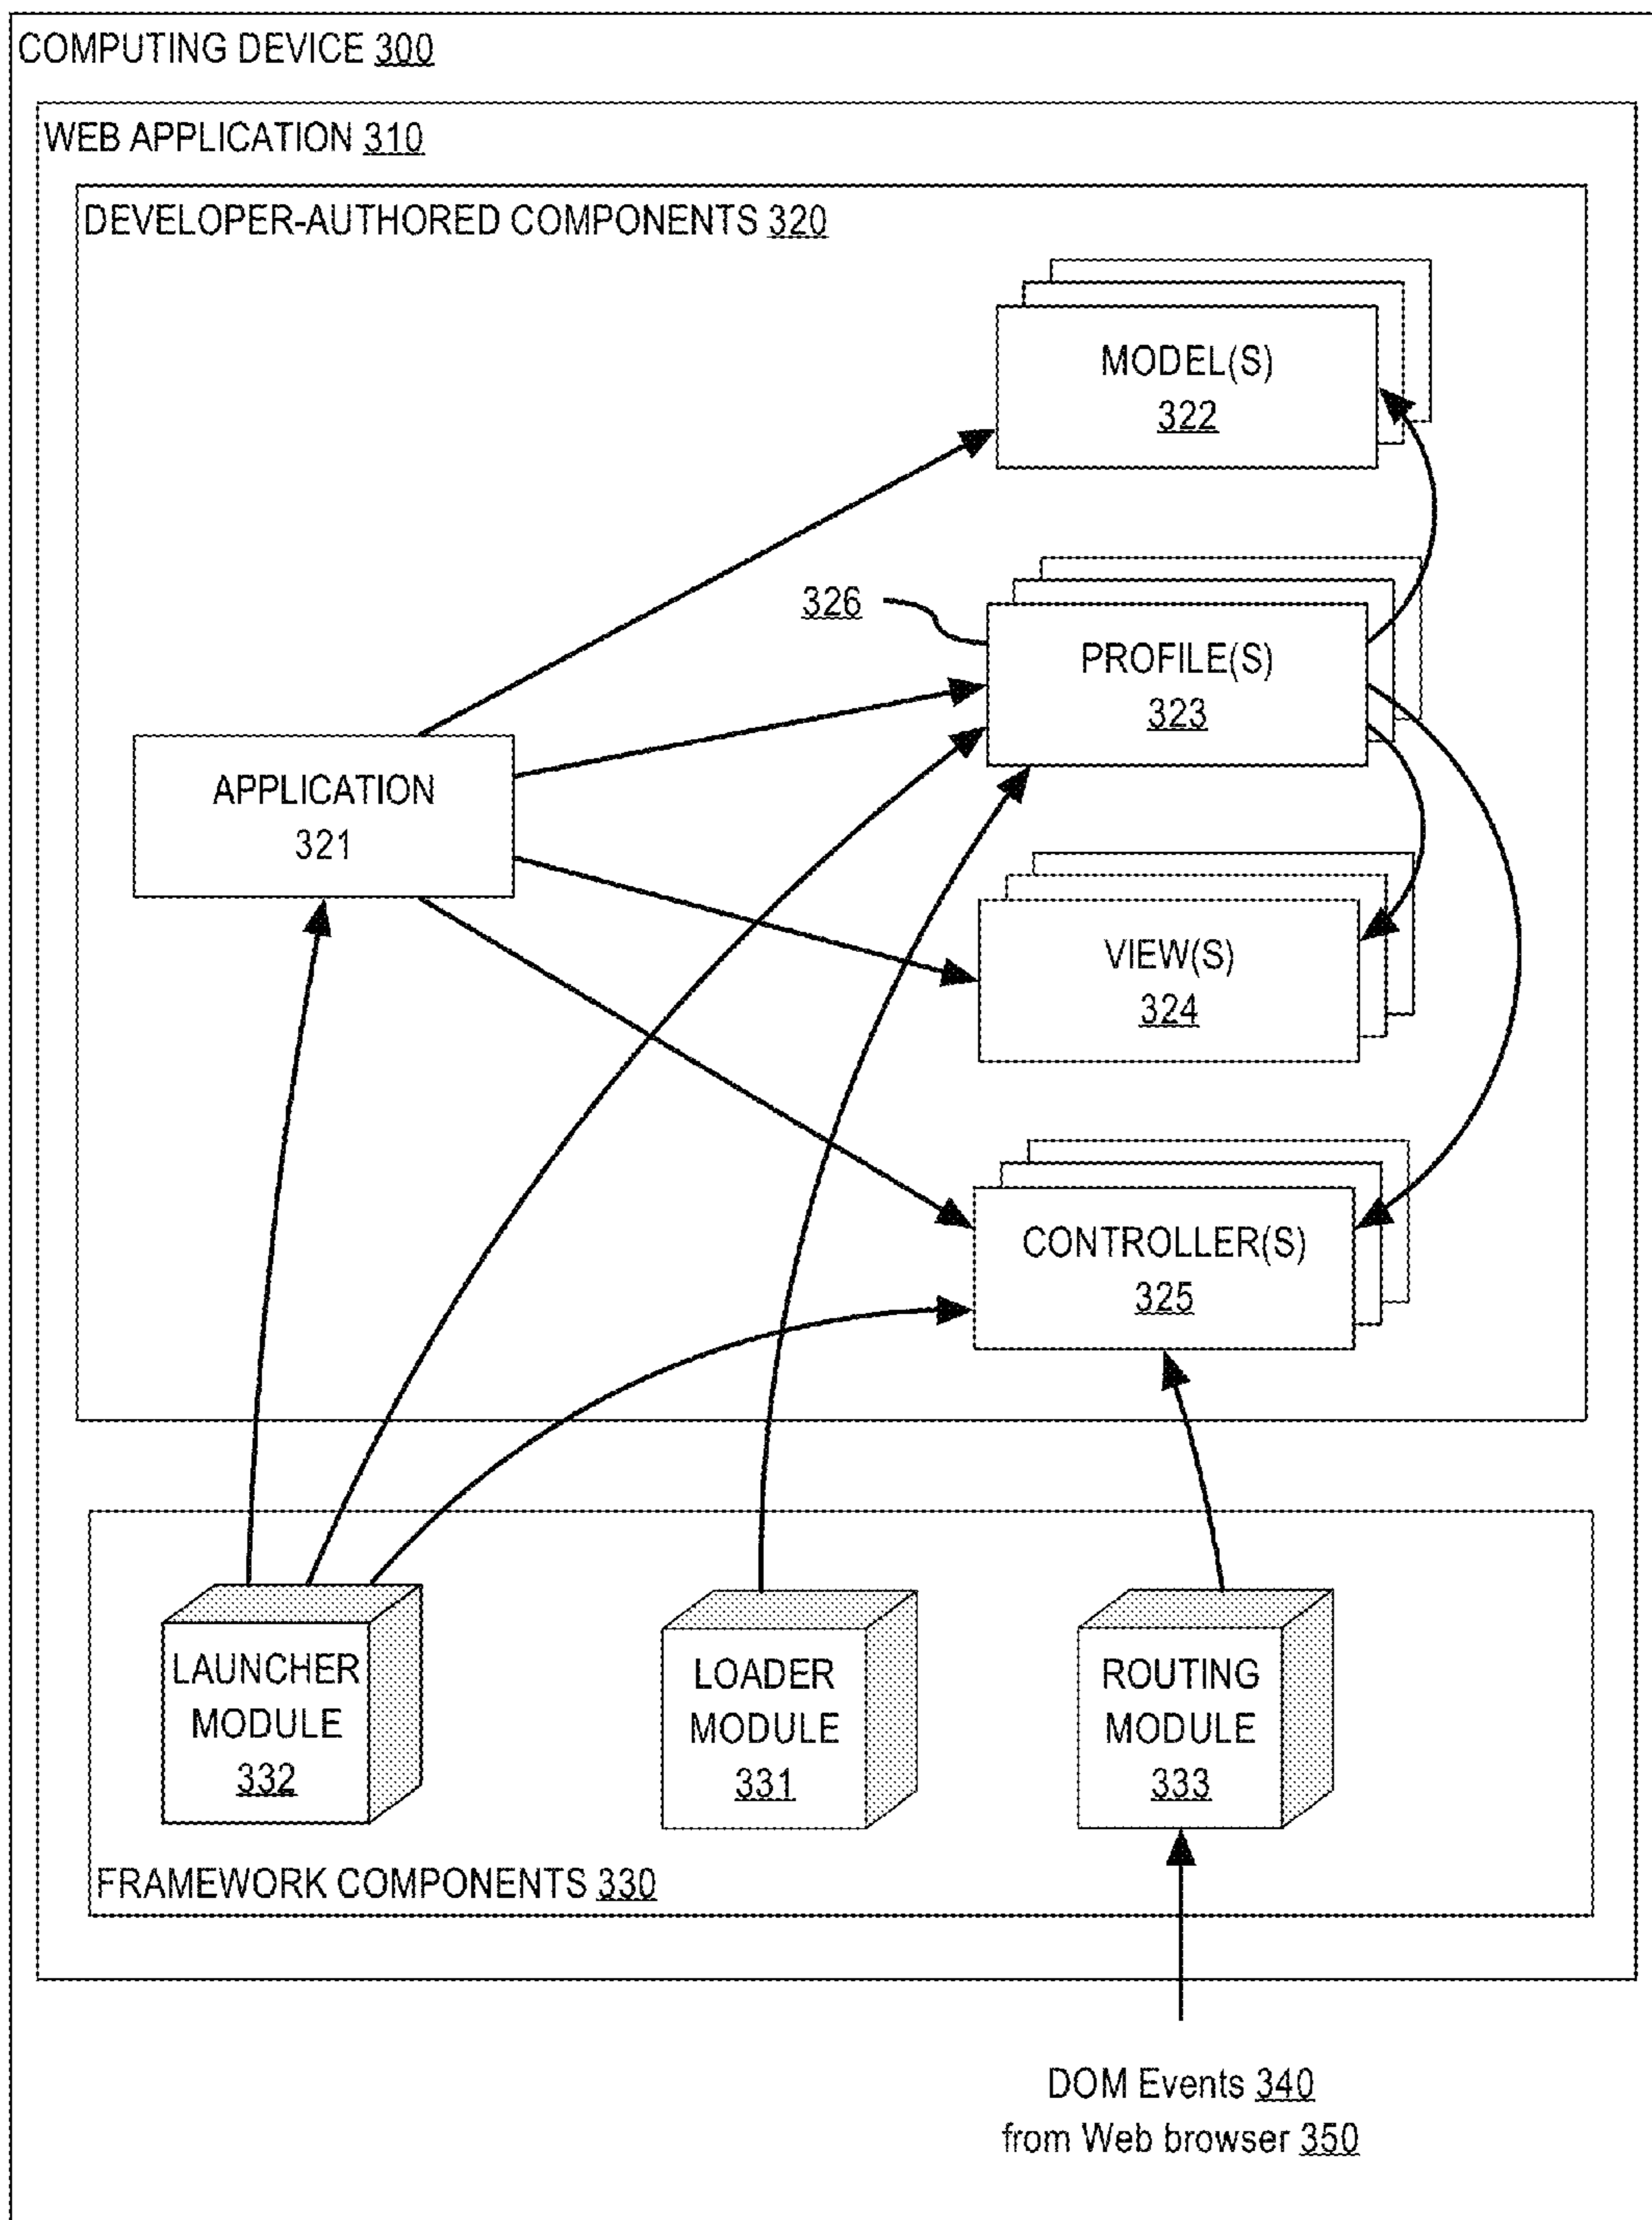 COMPUTING DEVICE 300
WEB APPLICATION 310
DEVELOPER-AUTHORED COMPONENTS 320
MODEL(S)
322
326
PROFILE(S)
323
APPLICATION
321
VIEW(S)
324
CONTROLLER(S)
325
LAUNCHER
MODULE
332
LOADER
MODULE
331
ROUTING
MODULE
333
FRAMEWORK COMPONENTS 330
DOM Events 340
from Web browser 350